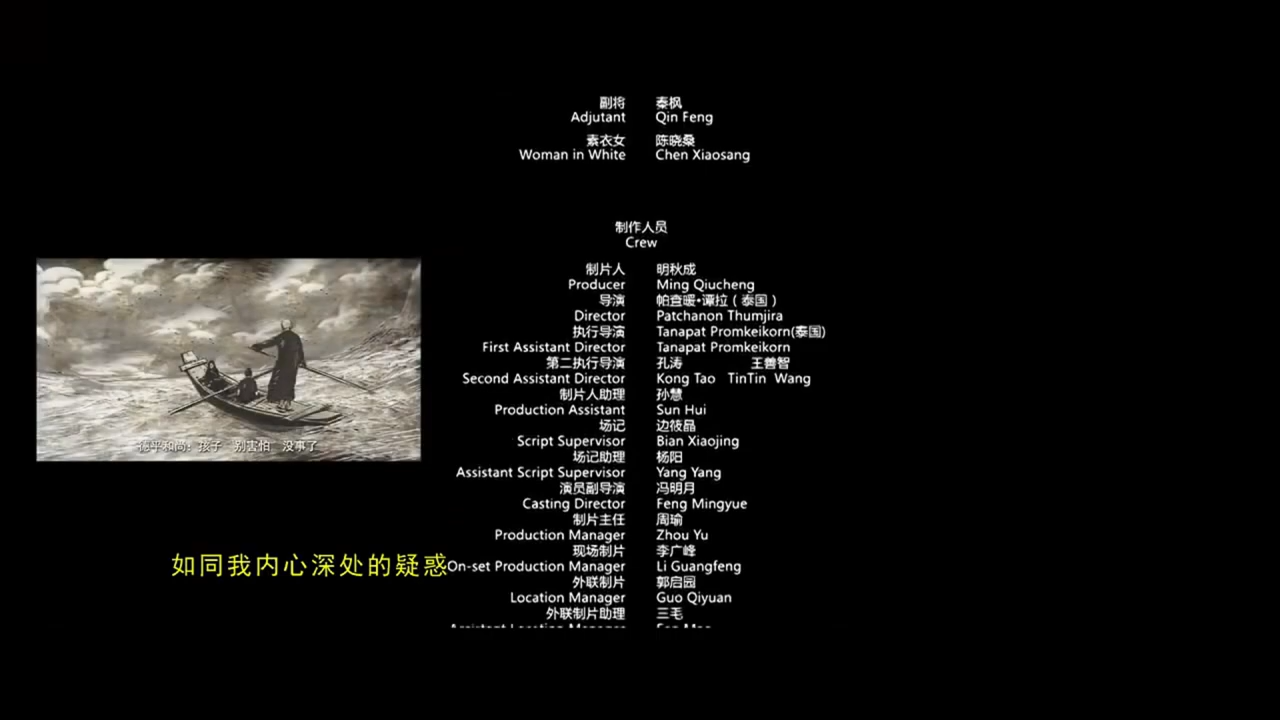 副将 秦枫
Adjutant Qin Feng
素衣女 陈晓桑
Woman in White Chen Xiaosang
制作人员
Crew
制片人 明秋成
Producer Ming Qiucheng
导演 帕查暖•谭拉（泰国）
Director Patchanon Thumjira
执行导演 Tanapat Promkeikorn(泰国)
First Assistant Director Tanapat Promkeikorn
第二执行导演 孔涛 王善智
Second Assistant Director Kong Tao TinTin Wang
制片人助理 孙慧
Production Assistant Sun Hui
场记 边筱晶
Script Supervisor Bian Xiaojing
场记助理 杨阳
Assistant Script Supervisor Yang Yang
演员副导演 冯明月
Casting Director Feng Mingyue
制片主任 周瑜
Production Manager Zhou Yu
现场制片 李广峰
On-set Production Manager Li Guangfeng
外联制片 郭启园
Location Manager Guo Qiyuan
外联制片助理 三毛
平和尚：孩子 别害怕 没事了
如同我内心深处的疑惑